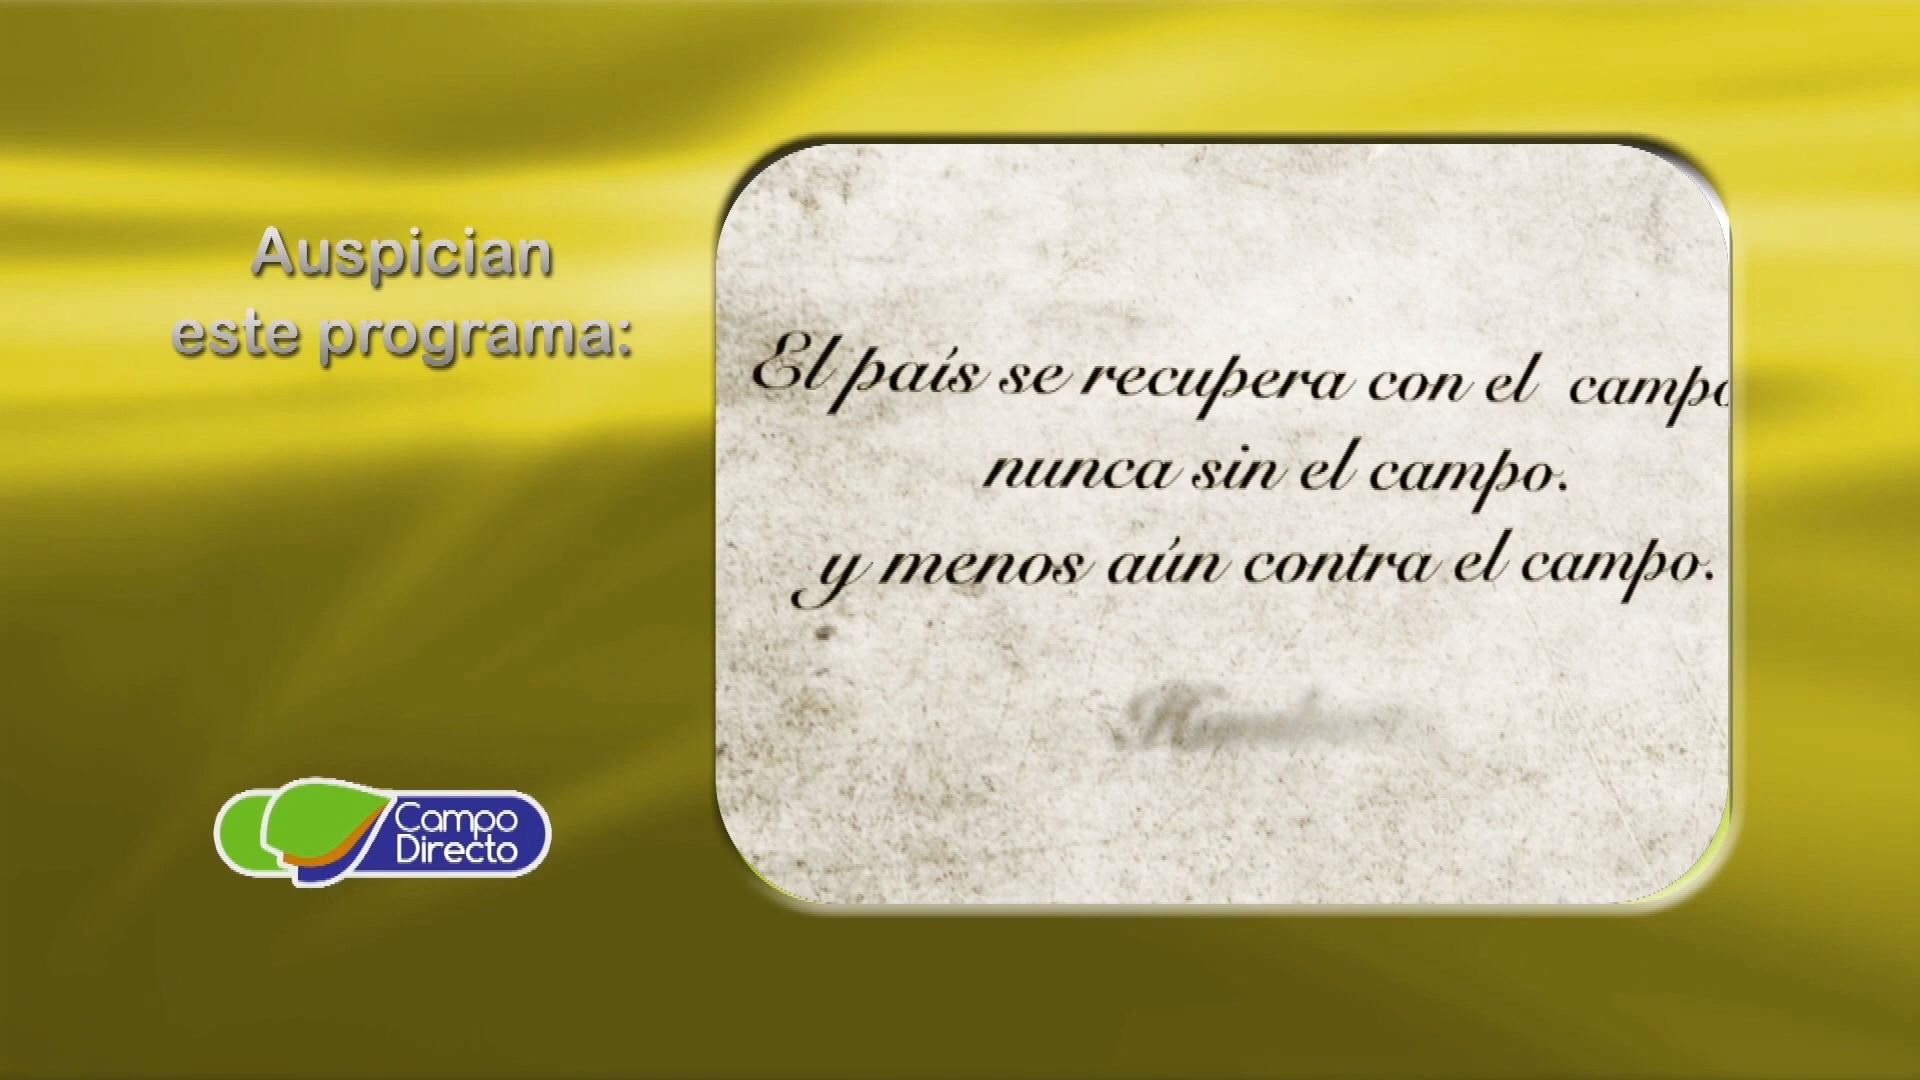 Auspician
este programa:
El país se recupera con el campo
nunca sin el campo.
y menos aún contra el campo.
Campo
Directo